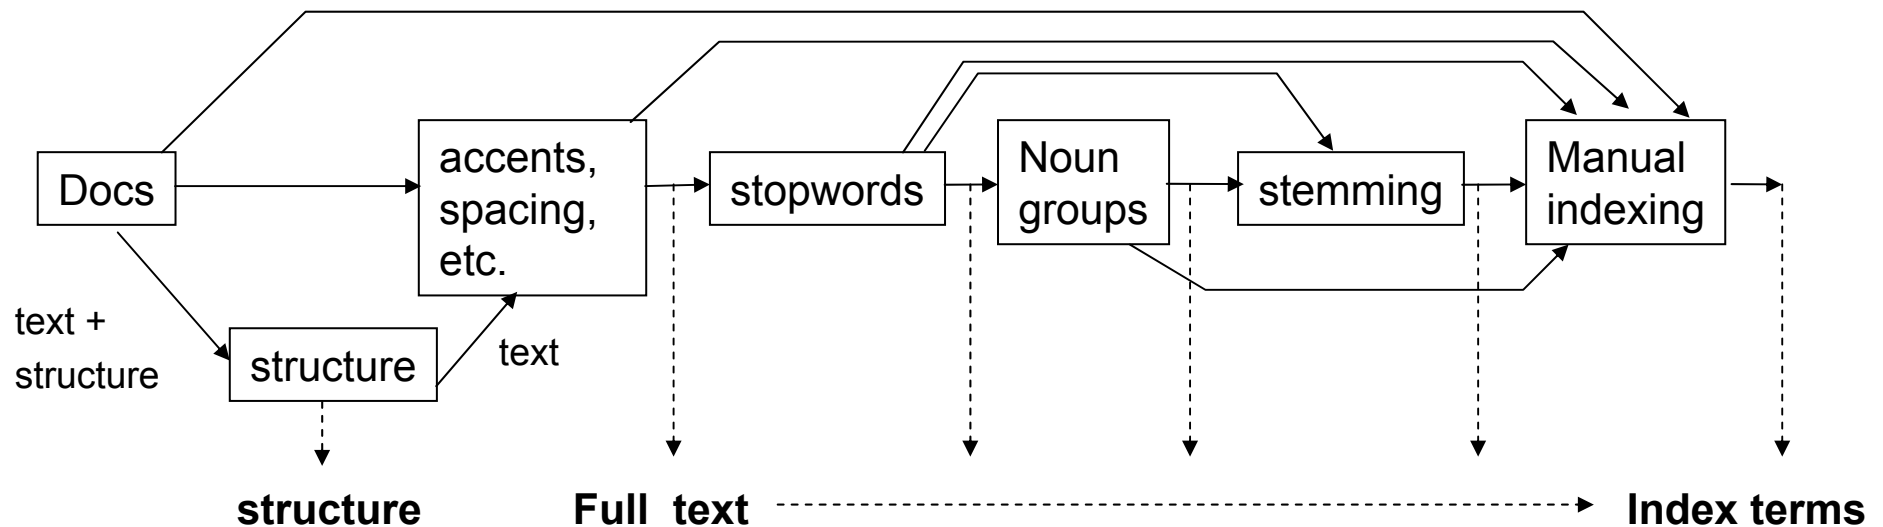 Docs
accents,
spacing,
etc.
stopwords
Noun
groups
stemming
Manual
indexing
text +
structure
structure
text
structure
Full text
Index terms